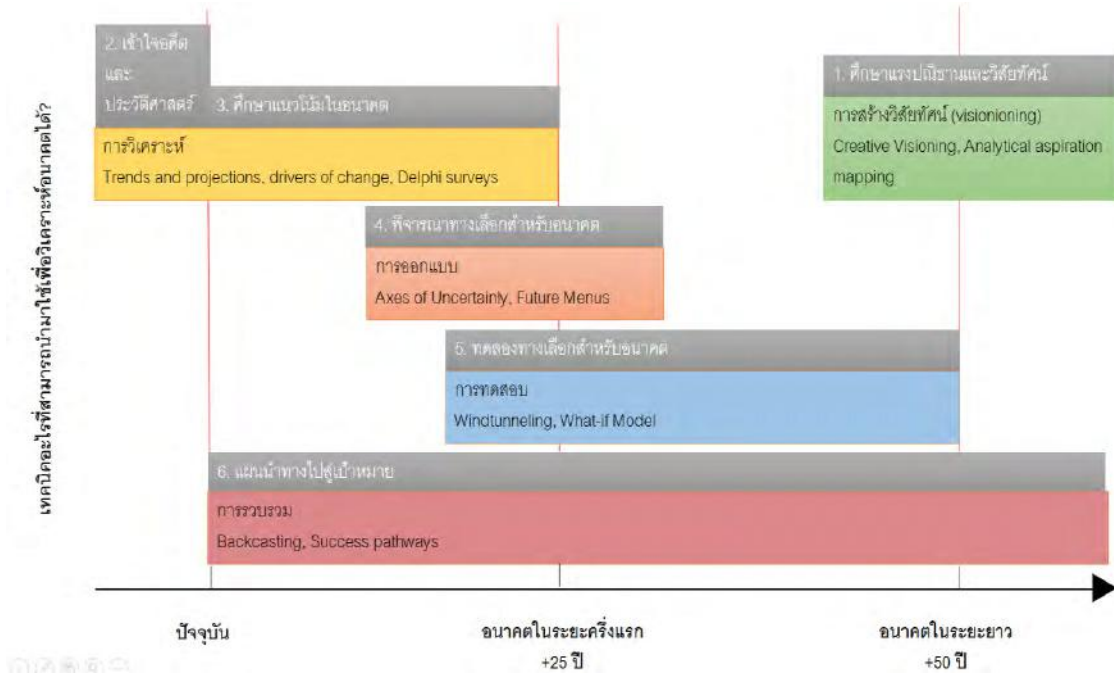 เทคนิคอะไรที่สามารถนำมาใช้เพื่อวิเคราะห์อนาคตได้?
2. เข้าใจอดีต
และ
ประวัติศาสตร์
3. ศึกษาแนวโน้มในอนาคต
การวิเคราะห์
Trends and projections, drivers of change, Delphi surveys
1. ศึกษาแรงปณิธานและวิสัยทัศน์
การสร้างวิสัยทัศน์ (visionioning)
Creative Visioning, Analytical aspiration
mapping
4. พิจารณาทางเลือกสำหรับอนาคต
การออกแบบ
Axes of Uncertainly, Future Menus
5. ทดลองทางเลือกสำหรับอนาคต
การทดสอบ
Windtunneling, What-if Model
6. แผนนำทางไปสู่เป้าหมาย
การรวบรวม
Backcasting, Success pathways
ปัจจุบัน
อนาคตในระยะครึ่งแรก
+25 ปี
อนาคตในระยะยาว
+50 ปี